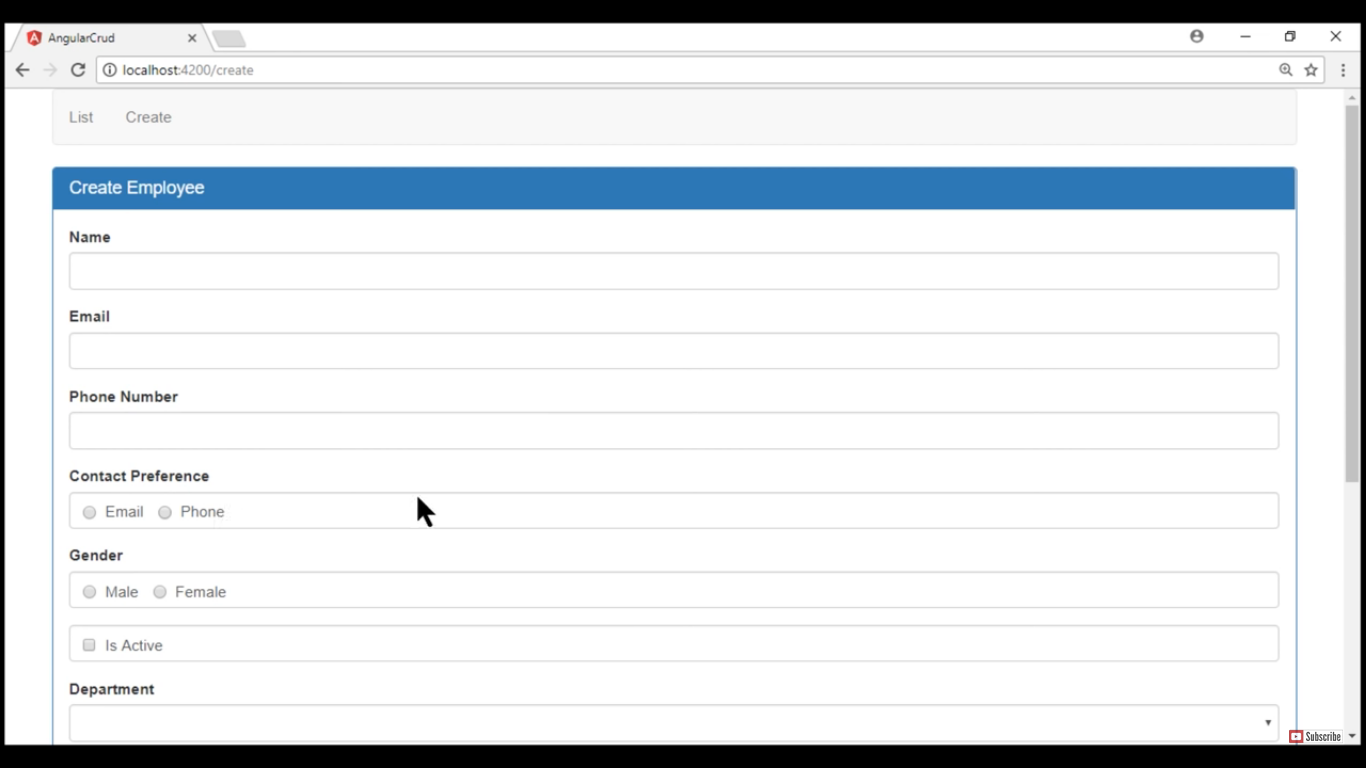 AngularCrud
localhost:4200/create
List Create
Create Employee
Name
Email
Phone Number
Contact Preference
Email Phone
Gender
Male Female
Is Active
Department
Subscribe